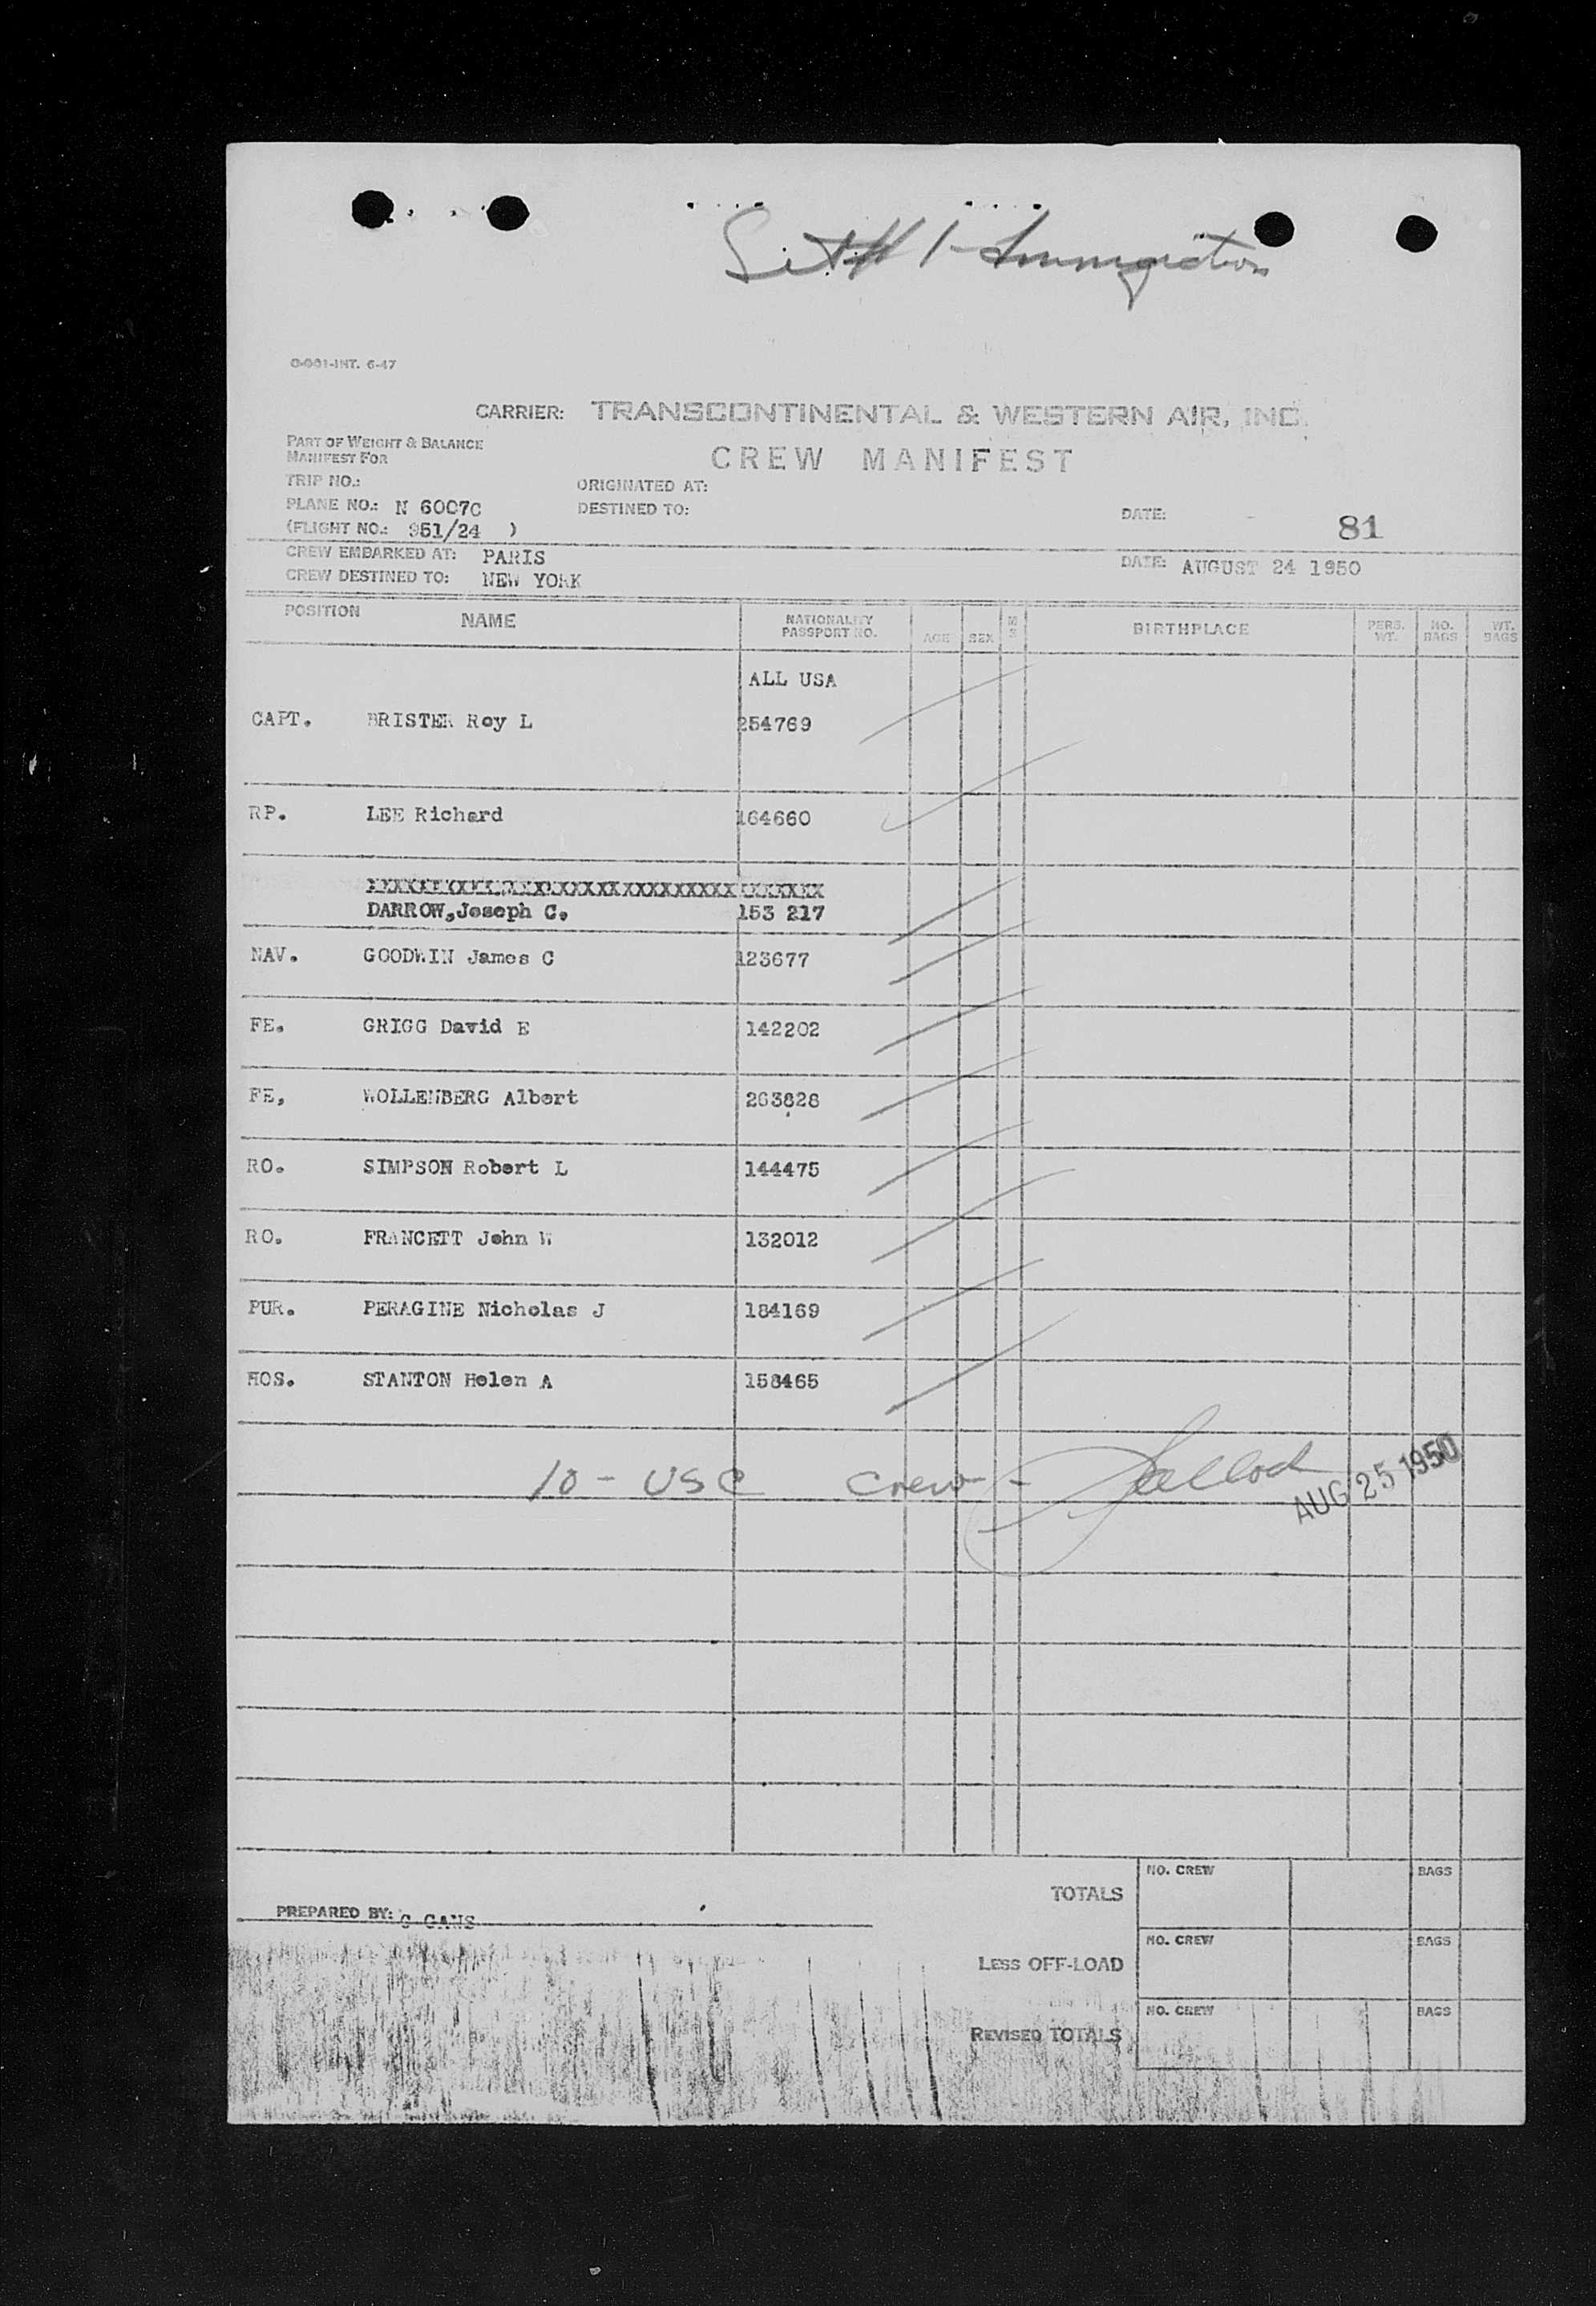 Set # 1 - Immigration
O-001-INT. 6-47
CARRIER: TRANSCONTINENTAL & WESTERN AIR, INC.
PART OF WEIGHT & BALANCE
MANIFEST FOR
CREW MANIFEST
TRIP NO.: ORIGINATED AT:
PLANE NO.: N 6007C DESTINED TO: DATE: 81
(FLIGHT NO.: 951/24 )
CREW EMBARKED AT: PARIS DATE: AUGUST 24 1950
CREW DESTINED TO: NEW YORK
POSITION NAME NATIONALITY PASSPORT NO. AGE SEX M S BIRTHPLACE PERS. WT. NO. BAGS WT. BAGS
ALL USA
CAPT. BRISTER Roy L 254769
RP. LEE Richard 164660
DARROW, Joseph C. 153 217
NAV. GOODWIN James C 123677
FE. GRIGG David E 142202
FE, WOLLENBERG Albert 263828
RO. SIMPSON Robert L 144475
RO. FRANCETT John W 132012
PUR. PERAGINE Nicholas J 184169
HOS. STANTON Helen A 158465
10 - USC Crew -
AUG 25 1950
NO. CREW BAGS
TOTALS
PREPARED BY: C GANS
NO. CREW BAGS
LESS OFF-LOAD
NO. CREW BAGS
REVISED TOTALS